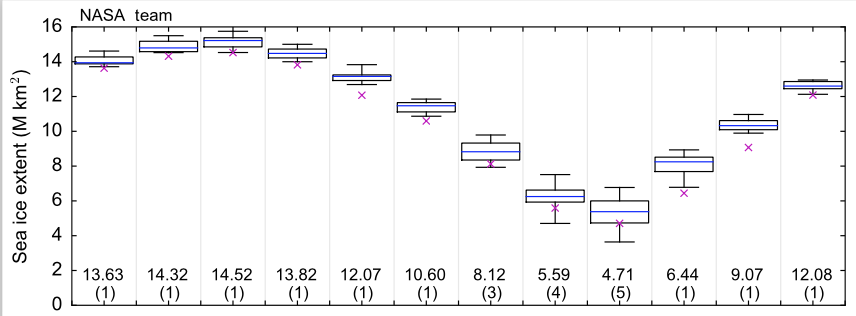 NASA team
Sea ice extent (M km²)
16
14
12
10
8
6
4
2
0
13.63 14.32 14.52 13.82 12.07 10.60 8.12 5.59 4.71 6.44 9.07 12.08
(1) (1) (1) (1) (1) (1) (3) (4) (5) (1) (1) (1)